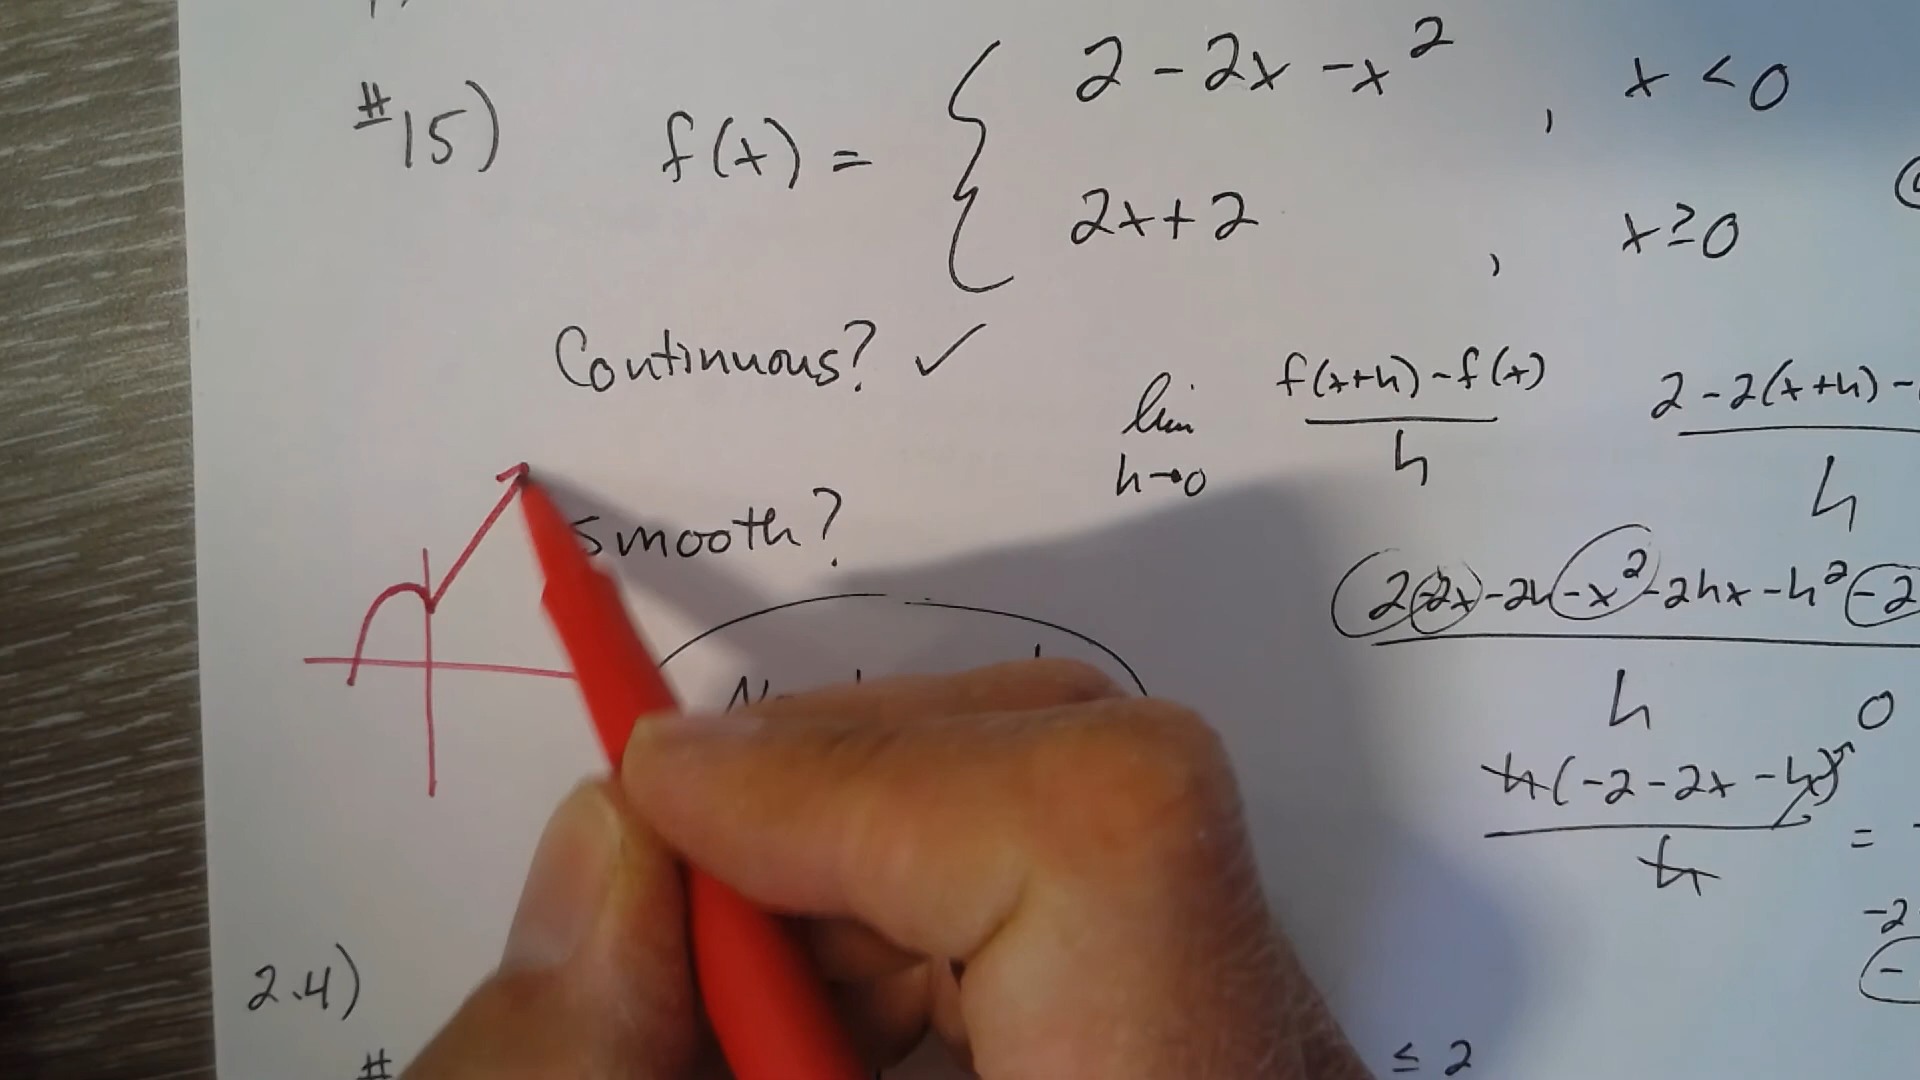 #15) f(x) = { 2 - 2x - x², x < 0
2x + 2, x ≥ 0
Continuous? ✓
lim h→0 f(x+h) - f(x) / h
2 - 2(x+h) - / h
smooth?
2 - 2x - 2h - x² - 2hx - h² - 2 / h
0
h(-2 - 2x - h) / h =
-2
2.4)
#
≤ 2